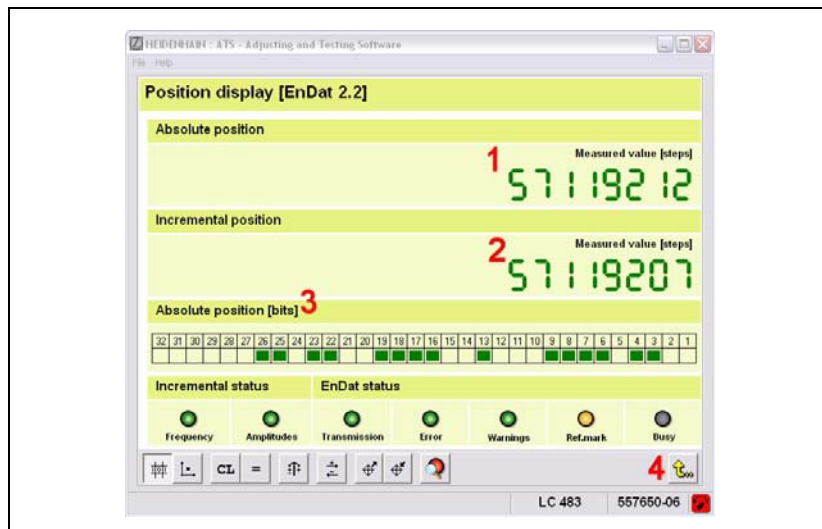 HEIDENHAIN : ATS - Adjusting and Testing Software
File Help
Position display [EnDat 2.2]
Absolute position
1 Measured value [steps]
57119212
Incremental position
2 Measured value [steps]
57119207
Absolute position [bits] 3
32 31 30 29 28 27 26 25 24 23 22 21 20 19 18 17 16 15 14 13 12 11 10 9 8 7 6 5 4 3 2 1
Incremental status EnDat status
Frequency Amplitudes Transmission Error Warnings Ref.mark Busy
CL = 4
LC 483 557650-06